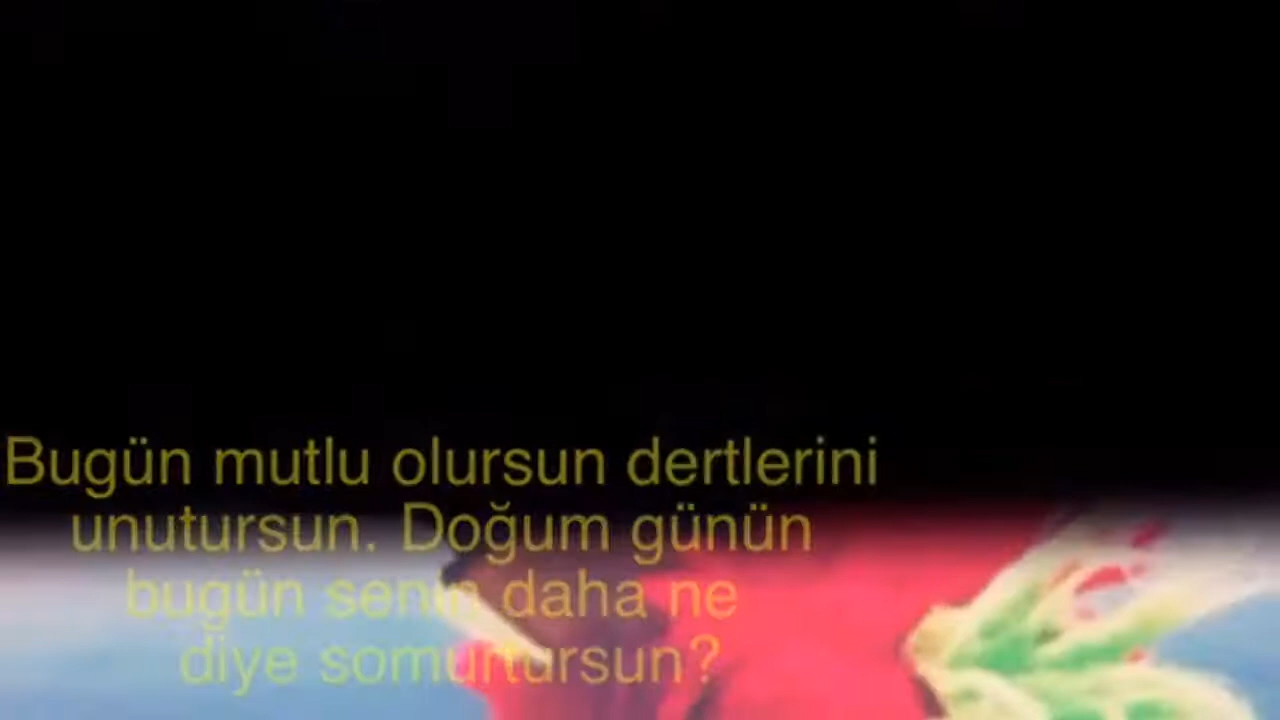 Bugün mutlu olursun dertlerini
unutursun. Doğum günün
bugün senin daha ne
diye somurtursun?